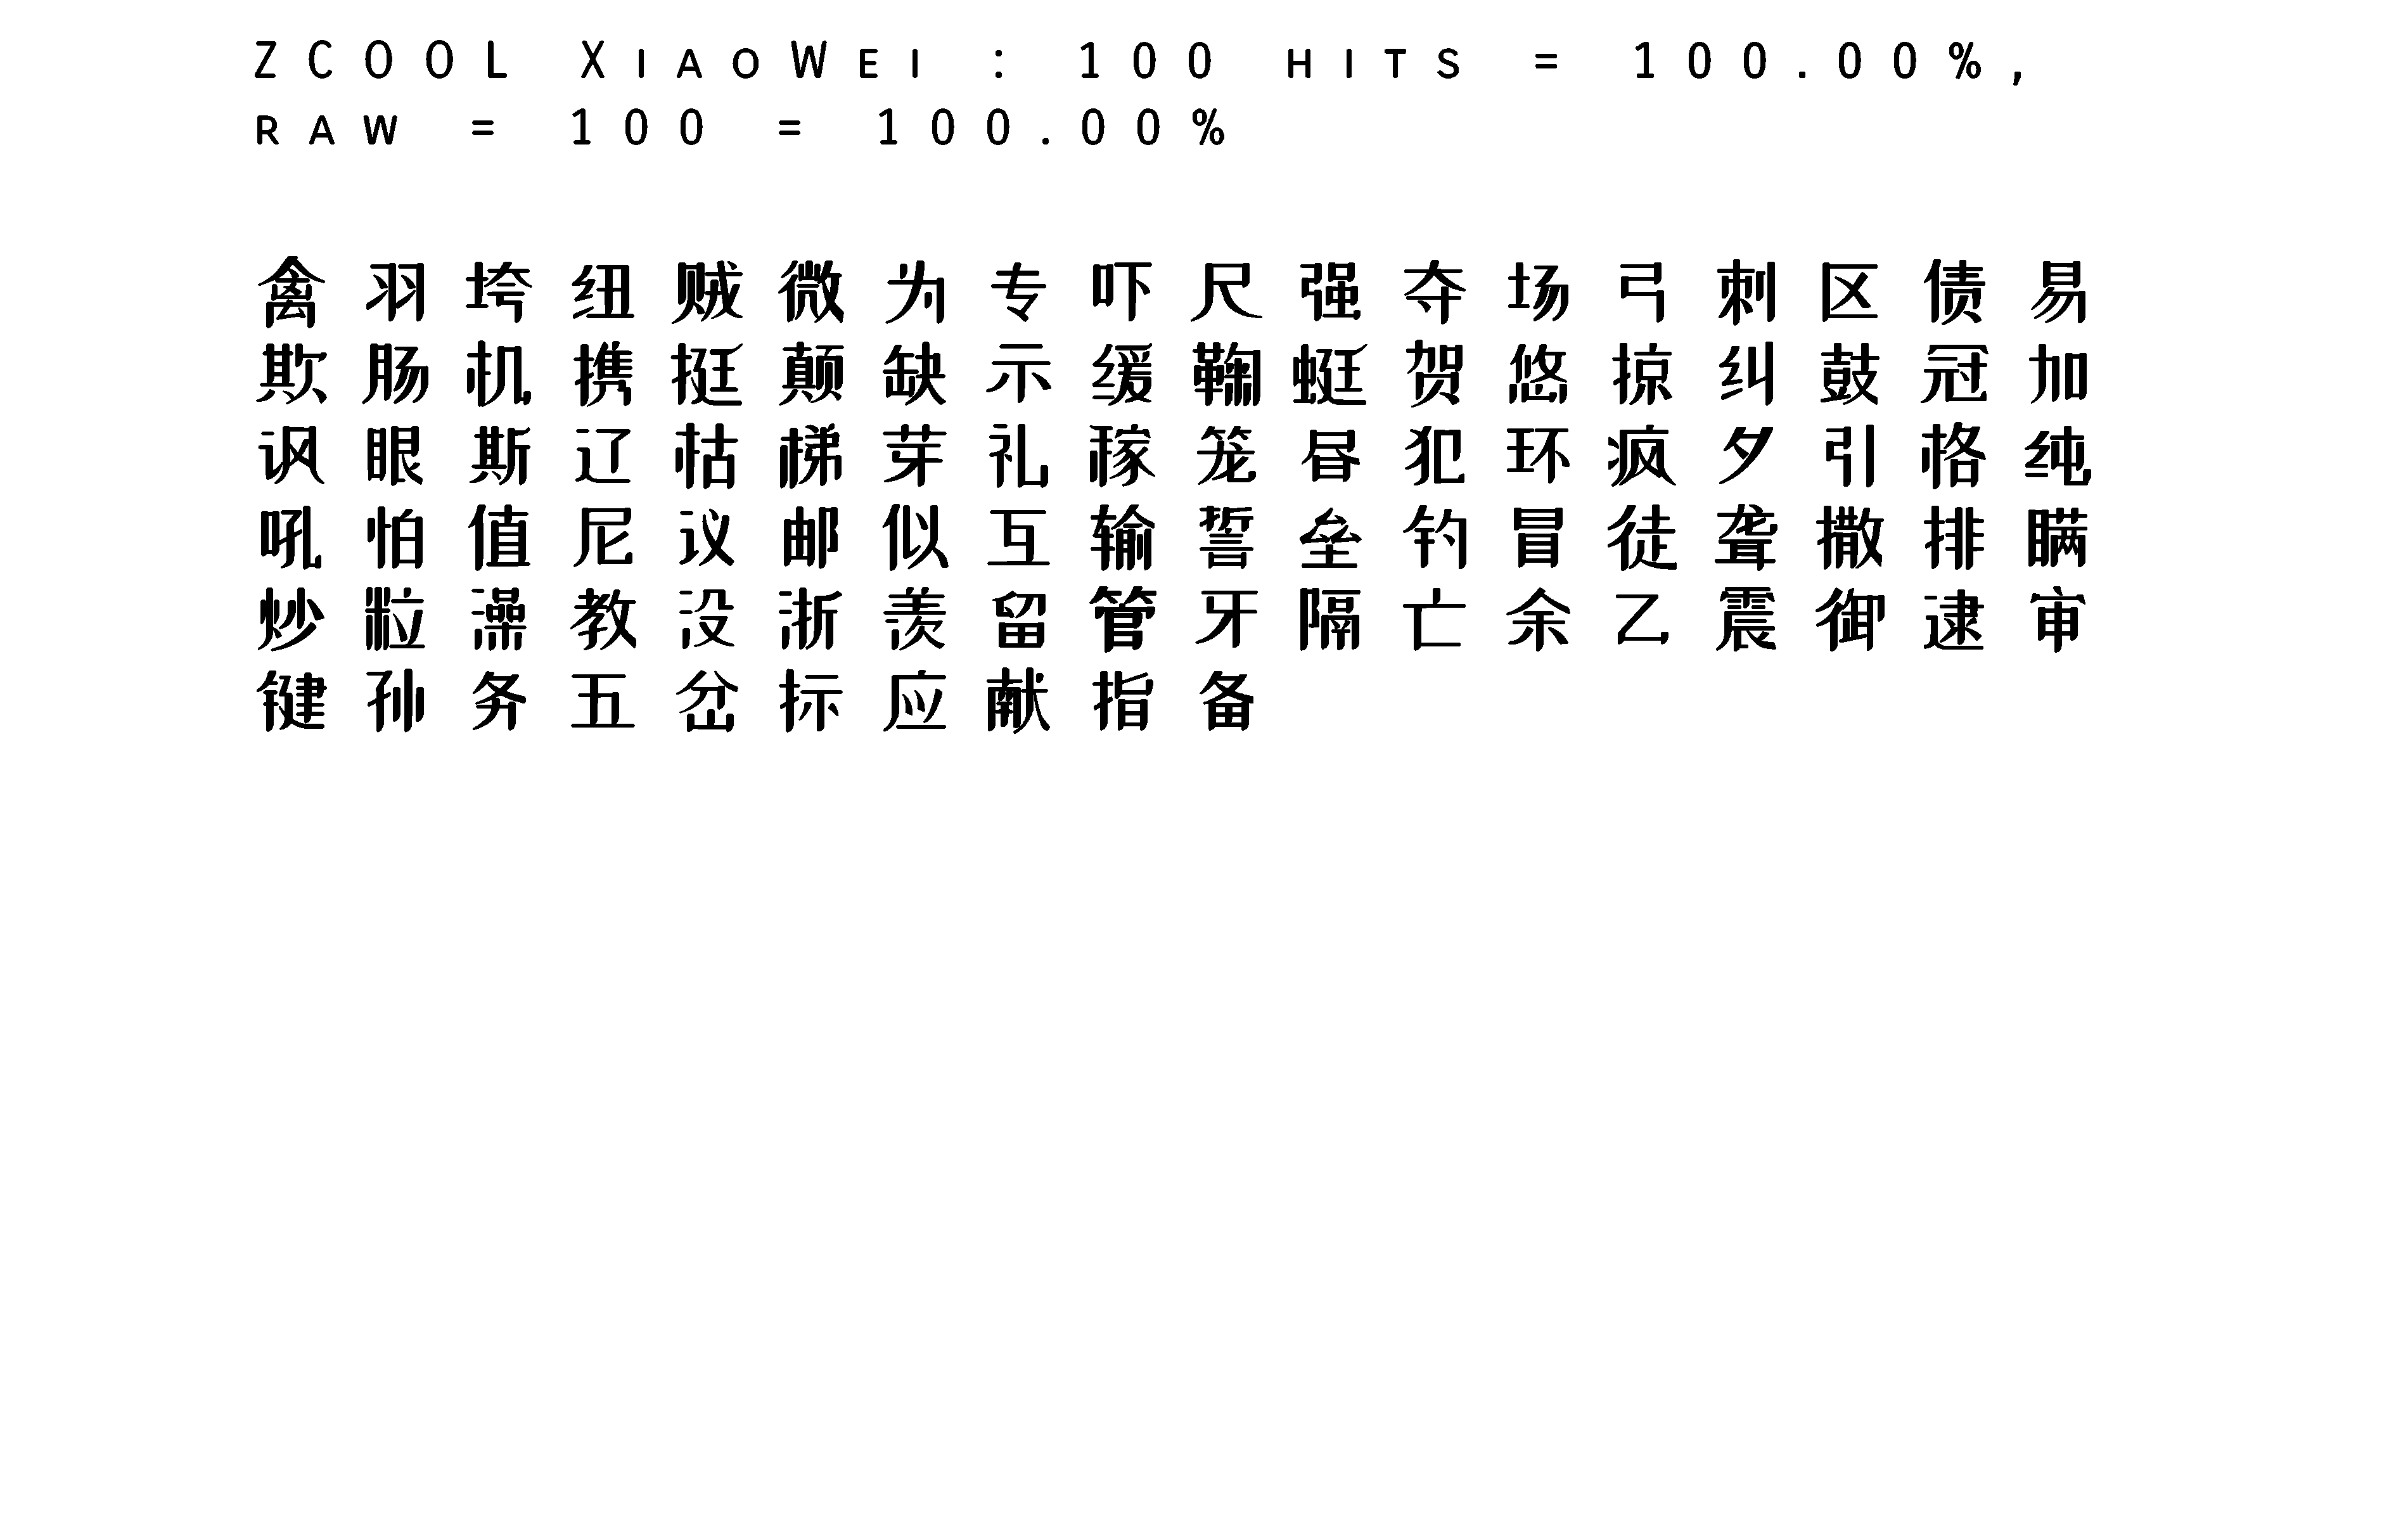 ZCOOL XiaoWei : 100 hits = 100.00%,
raw = 100 = 100.00%
禽羽垮纽贼微为专吓尺强夺场弓刺区债易
欺肠机携挺颠缺示缓鞠蜓贺悠掠纠鼓冠加
讽眼斯辽怙梯芽礼稼笼昼犯环疯夕引格纯
吼怕值尼议邮似互输誓垒钓冒徒聋撒排瞒
炒粒澡教没浙羡留管牙隔亡余乙震御逮审
键孙务五岔标应献指备